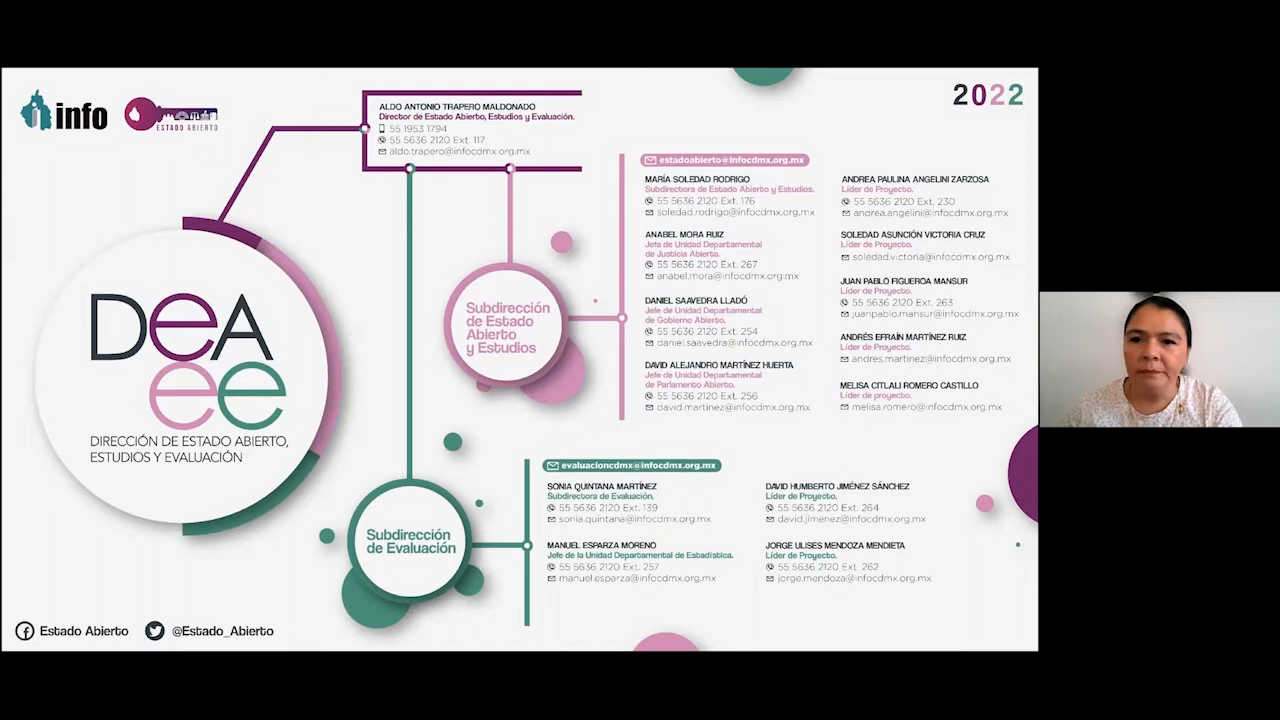 info
ESTADO ABIERTO
2022
ALDO ANTONIO TRAPERO MALDONADO
Director de Estado Abierto, Estudios y Evaluación.
55 1953 1794
55 5636 2120 Ext. 117
aldo.trapero@infocdmx.org.mx
DeA
ee
DIRECCIÓN DE ESTADO ABIERTO,
ESTUDIOS Y EVALUACIÓN
Subdirección
de Estado
Abierto
y Estudios
estadoabierto@infocdmx.org.mx
MARÍA SOLEDAD RODRIGO
Subdirectora de Estado Abierto y Estudios.
55 5636 2120 Ext. 176
soledad.rodrigo@infocdmx.org.mx
ANABEL MORA RUIZ
Jefa de Unidad Departamental
de Justicia Abierta.
55 5636 2120 Ext. 267
anabel.mora@infocdmx.org.mx
DANIEL SAAVEDRA LLADÓ
Jefe de Unidad Departamental
de Gobierno Abierto.
55 5636 2120 Ext. 254
daniel.saavedra@infocdmx.org.mx
DAVID ALEJANDRO MARTÍNEZ HUERTA
Jefe de Unidad Departamental
de Parlamento Abierto.
55 5636 2120 Ext. 256
david.martinez@infocdmx.org.mx
ANDREA PAULINA ANGELINI ZARZOSA
Líder de Proyecto.
55 5636 2120 Ext. 230
andrea.angelini@infocdmx.org.mx
SOLEDAD ASUNCIÓN VICTORIA CRUZ
Líder de Proyecto.
soledad.victoria@infocdmx.org.mx
JUAN PABLO FIGUEROA MANSUR
Líder de Proyecto.
55 5636 2120 Ext. 263
juanpablo.mansur@infocdmx.org.mx
ANDRÉS EFRAÍN MARTÍNEZ RUIZ
Líder de Proyecto.
andres.martinez@infocdmx.org.mx
MELISA CITLALI ROMERO CASTILLO
Líder de proyecto.
melisa.romero@infocdmx.org.mx
Subdirección
de Evaluación
evaluacioncdmx@infocdmx.org.mx
SONIA QUINTANA MARTÍNEZ
Subdirectora de Evaluación.
55 5636 2120 Ext. 139
sonia.quintana@infocdmx.org.mx
MANUEL ESPARZA MORENO
Jefe de la Unidad Departamental de Estadística.
55 5636 2120 Ext. 257
manuel.esparza@infocdmx.org.mx
DAVID HUMBERTO JIMÉNEZ SÁNCHEZ
Líder de Proyecto.
55 5636 2120 Ext. 264
david.jimenez@infocdmx.org.mx
JORGE ULISES MENDOZA MENDIETA
Líder de Proyecto.
55 5636 2120 Ext. 262
jorge.mendoza@infocdmx.org.mx
Estado Abierto
@Estado_Abierto